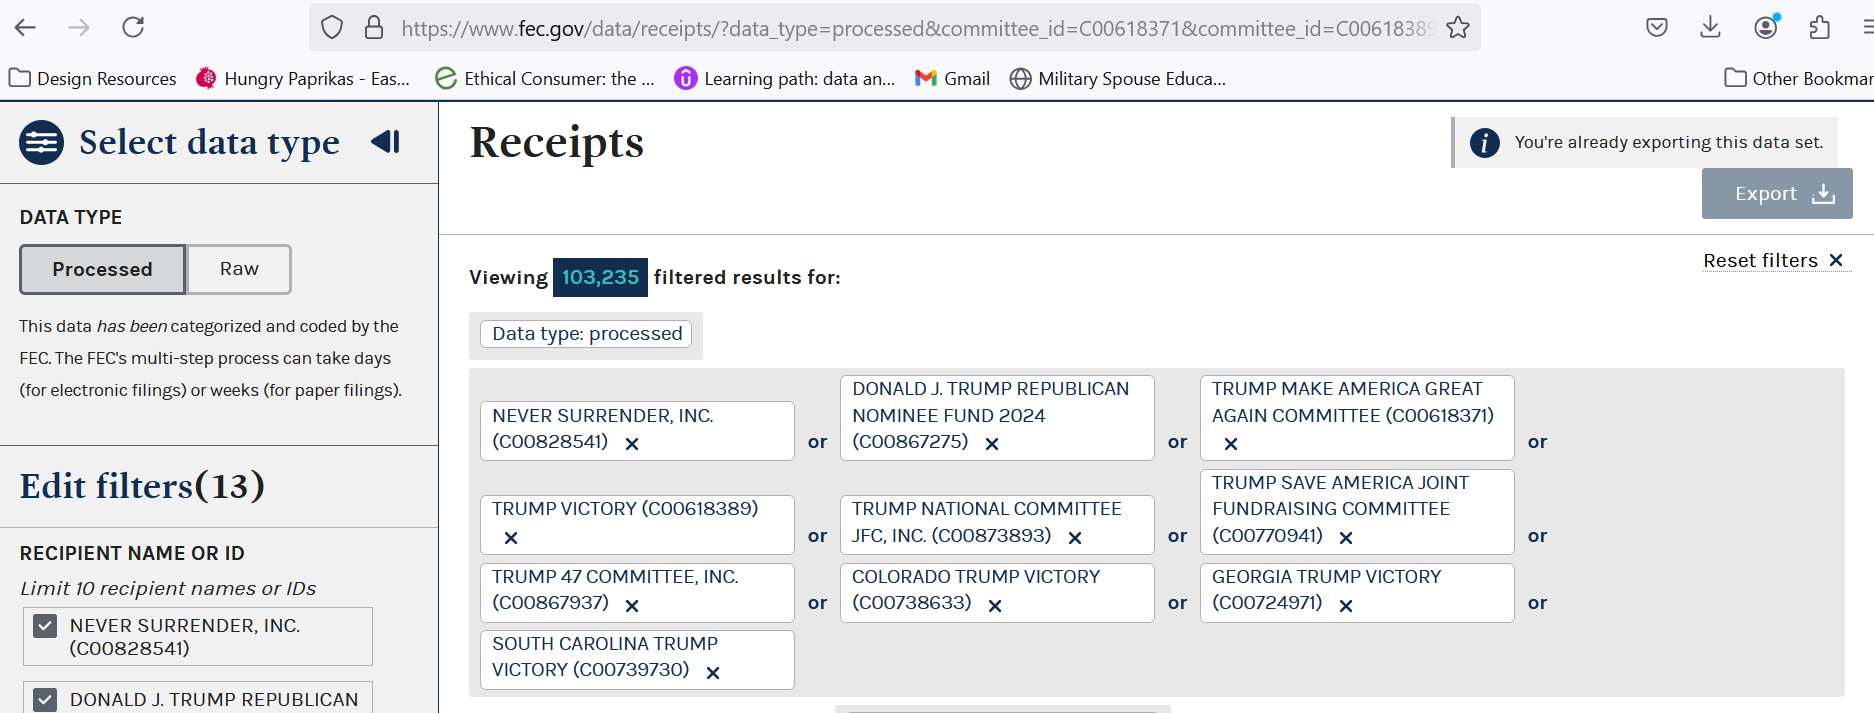 https://www.fec.gov/data/receipts/?data_type=processed&committee_id=C00618371&committee_id=C00618389
Design Resources
Hungry Paprikas - Eas...
Ethical Consumer: the ...
Learning path: data an...
Gmail
Military Spouse Educa...
Other Bookmar
Select data type
DATA TYPE
Processed
Raw
This data has been categorized and coded by the
FEC. The FEC's multi-step process can take days
(for electronic filings) or weeks (for paper filings).
Edit filters(13)
RECIPIENT NAME OR ID
Limit 10 recipient names or IDs
NEVER SURRENDER, INC.
(C00828541)
DONALD J. TRUMP REPUBLICAN
Receipts
i You're already exporting this data set.
Export
Viewing 103,235 filtered results for:
Reset filters ×
Data type: processed
NEVER SURRENDER, INC.
(C00828541) ×
or
DONALD J. TRUMP REPUBLICAN
NOMINEE FUND 2024
(C00867275) ×
or
TRUMP MAKE AMERICA GREAT
AGAIN COMMITTEE (C00618371)
×
or
TRUMP VICTORY (C00618389)
×
or
TRUMP NATIONAL COMMITTEE
JFC, INC. (C00873893) ×
or
TRUMP SAVE AMERICA JOINT
FUNDRAISING COMMITTEE
(C00770941) ×
or
TRUMP 47 COMMITTEE, INC.
(C00867937) ×
or
COLORADO TRUMP VICTORY
(C00738633) ×
or
GEORGIA TRUMP VICTORY
(C00724971) ×
or
SOUTH CAROLINA TRUMP
VICTORY (C00739730) ×